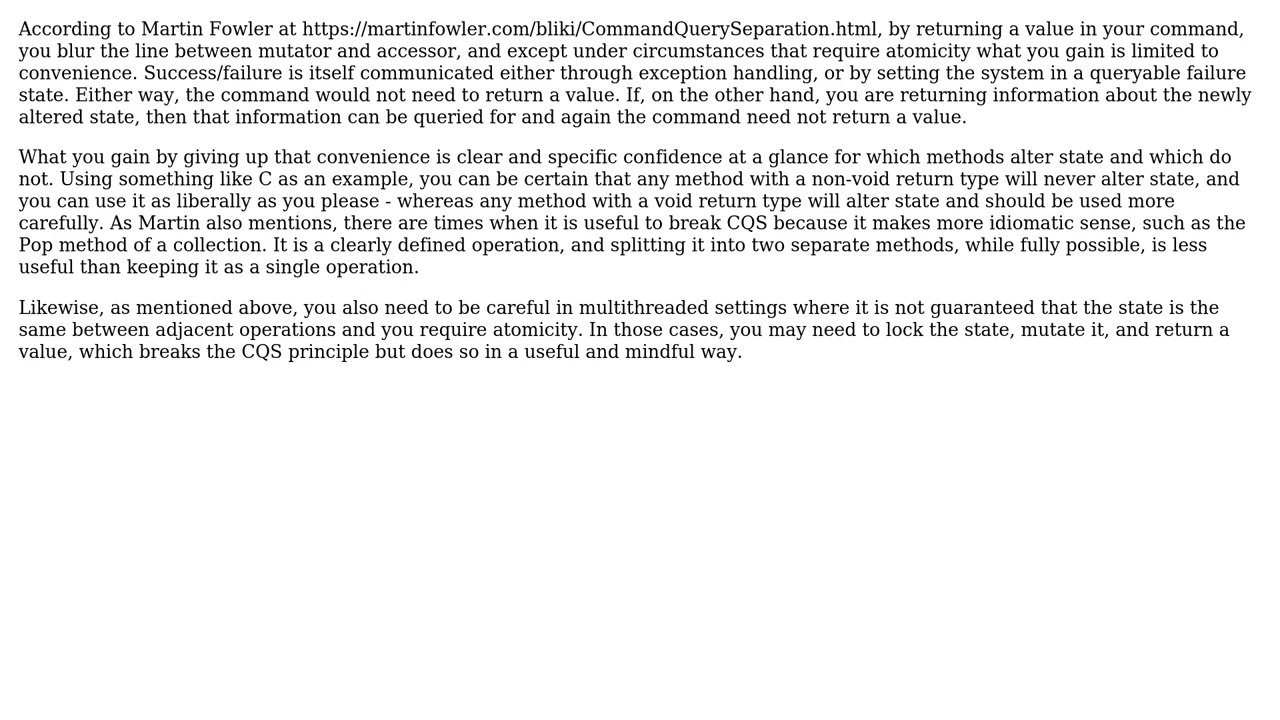 According to Martin Fowler at https://martinfowler.com/bliki/CommandQuerySeparation.html, by returning a value in your command,
you blur the line between mutator and accessor, and except under circumstances that require atomicity what you gain is limited to
convenience. Success/failure is itself communicated either through exception handling, or by setting the system in a queryable failure
state. Either way, the command would not need to return a value. If, on the other hand, you are returning information about the newly
altered state, then that information can be queried for and again the command need not return a value.
What you gain by giving up that convenience is clear and specific confidence at a glance for which methods alter state and which do
not. Using something like C as an example, you can be certain that any method with a non-void return type will never alter state, and
you can use it as liberally as you please - whereas any method with a void return type will alter state and should be used more
carefully. As Martin also mentions, there are times when it is useful to break CQS because it makes more idiomatic sense, such as the
Pop method of a collection. It is a clearly defined operation, and splitting it into two separate methods, while fully possible, is less
useful than keeping it as a single operation.
Likewise, as mentioned above, you also need to be careful in multithreaded settings where it is not guaranteed that the state is the
same between adjacent operations and you require atomicity. In those cases, you may need to lock the state, mutate it, and return a
value, which breaks the CQS principle but does so in a useful and mindful way.